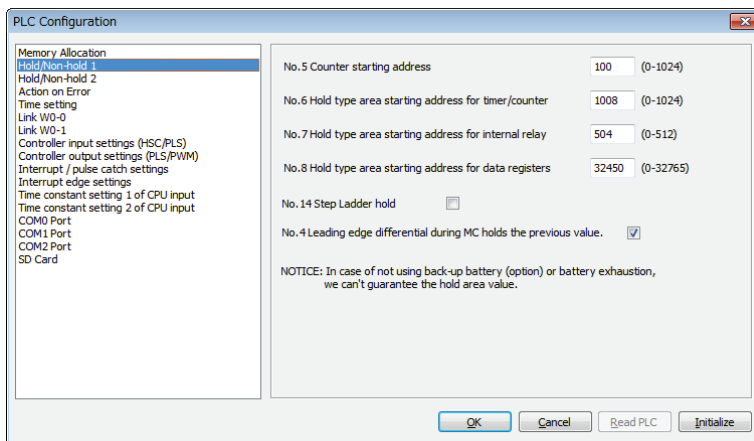 PLC Configuration
Memory Allocation
Hold/Non-hold 1
Hold/Non-hold 2
Action on Error
Time setting
Link W0-0
Link W0-1
Controller input settings (HSC/PLS)
Controller output settings (PLS/PWM)
Interrupt / pulse catch settings
Interrupt edge settings
Time constant setting 1 of CPU input
Time constant setting 2 of CPU input
COM0 Port
COM1 Port
COM2 Port
SD Card
No.5 Counter starting address 100 (0-1024)
No.6 Hold type area starting address for timer/counter 1008 (0-1024)
No.7 Hold type area starting address for internal relay 504 (0-512)
No.8 Hold type area starting address for data registers 32450 (0-32765)
No.14 Step Ladder hold
No.4 Leading edge differential during MC holds the previous value.
NOTICE: In case of not using back-up battery (option) or battery exhaustion,
we can't guarantee the hold area value.
OK Cancel Read PLC Initialize